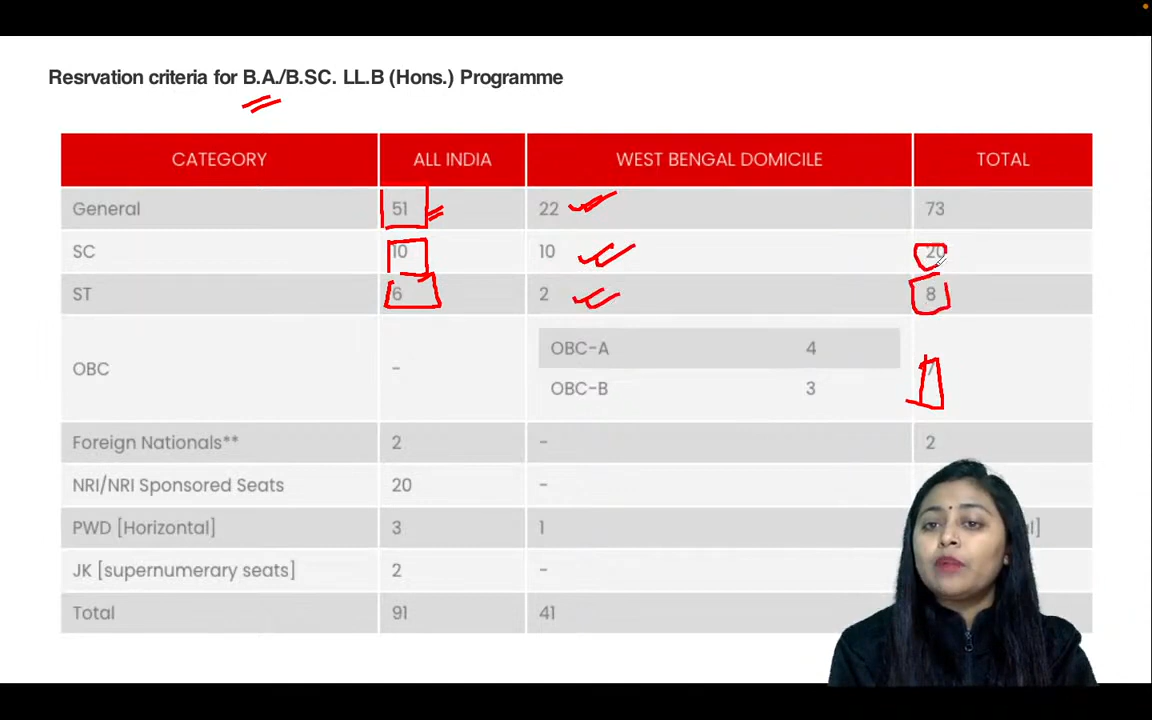 Resrvation criteria for B.A./B.SC. LL.B (Hons.) Programme
CATEGORY ALL INDIA WEST BENGAL DOMICILE TOTAL
General 51 22 73
SC 10 10 20
ST 6 2 8
OBC-A 4
OBC - 7
OBC-B 3
Foreign Nationals** 2 - 2
NRI/NRI Sponsored Seats 20 -
PWD [Horizontal] 3 1
JK [supernumerary seats] 2 -
Total 91 41